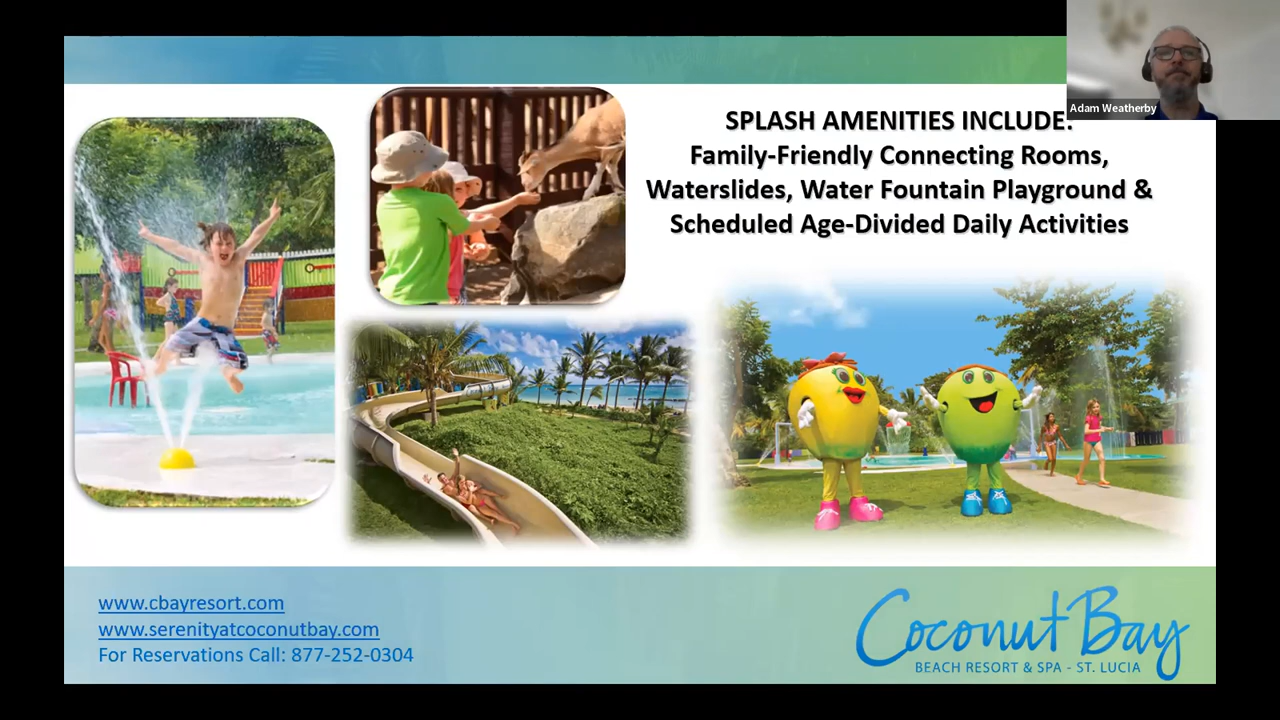 Adam Weatherby
SPLASH AMENITIES INCLUDE:
Family-Friendly Connecting Rooms,
Waterslides, Water Fountain Playground &
Scheduled Age-Divided Daily Activities
www.cbayresort.com
www.serenityatcoconutbay.com
For Reservations Call: 877-252-0304
Coconut Bay
BEACH RESORT & SPA - ST. LUCIA